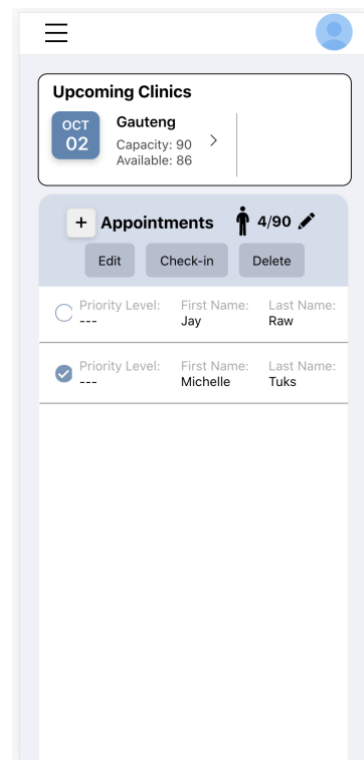 Upcoming Clinics
OCT
02
Gauteng
Capacity: 90
Available: 86
+ Appointments 4/90
Edit Check-in Delete
Priority Level: First Name: Last Name:
--- Jay Raw
Priority Level: First Name: Last Name:
--- Michelle Tuks